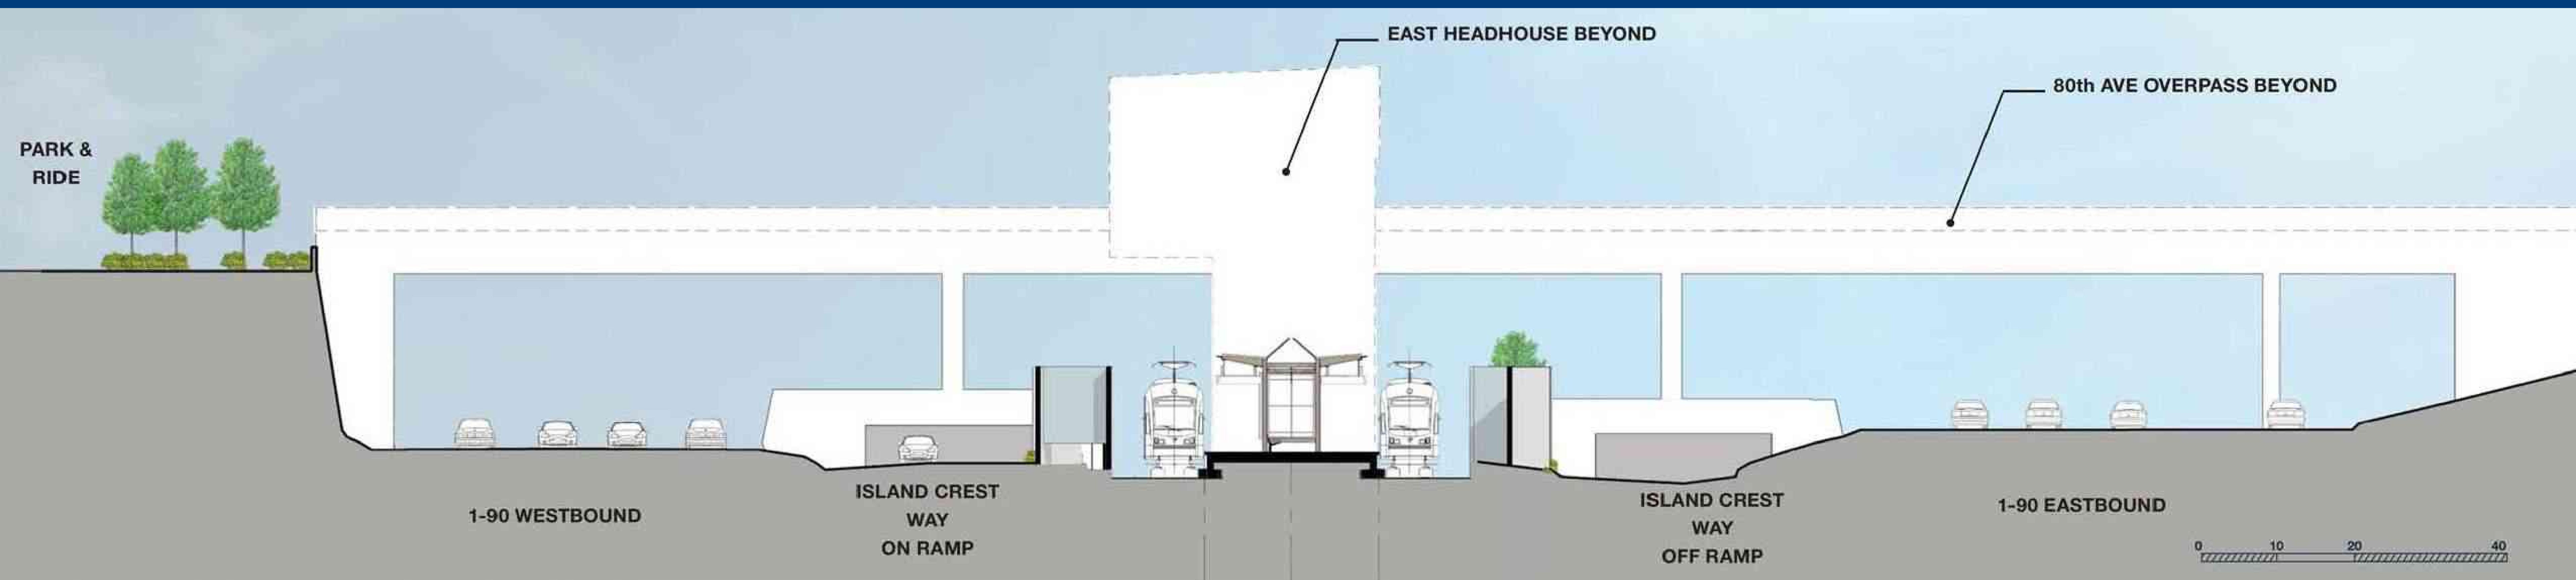 EAST HEADHOUSE BEYOND
80th AVE OVERPASS BEYOND
PARK &
RIDE
1-90 WESTBOUND
ISLAND CREST
WAY
ON RAMP
ISLAND CREST
WAY
OFF RAMP
1-90 EASTBOUND
0 10 20 40